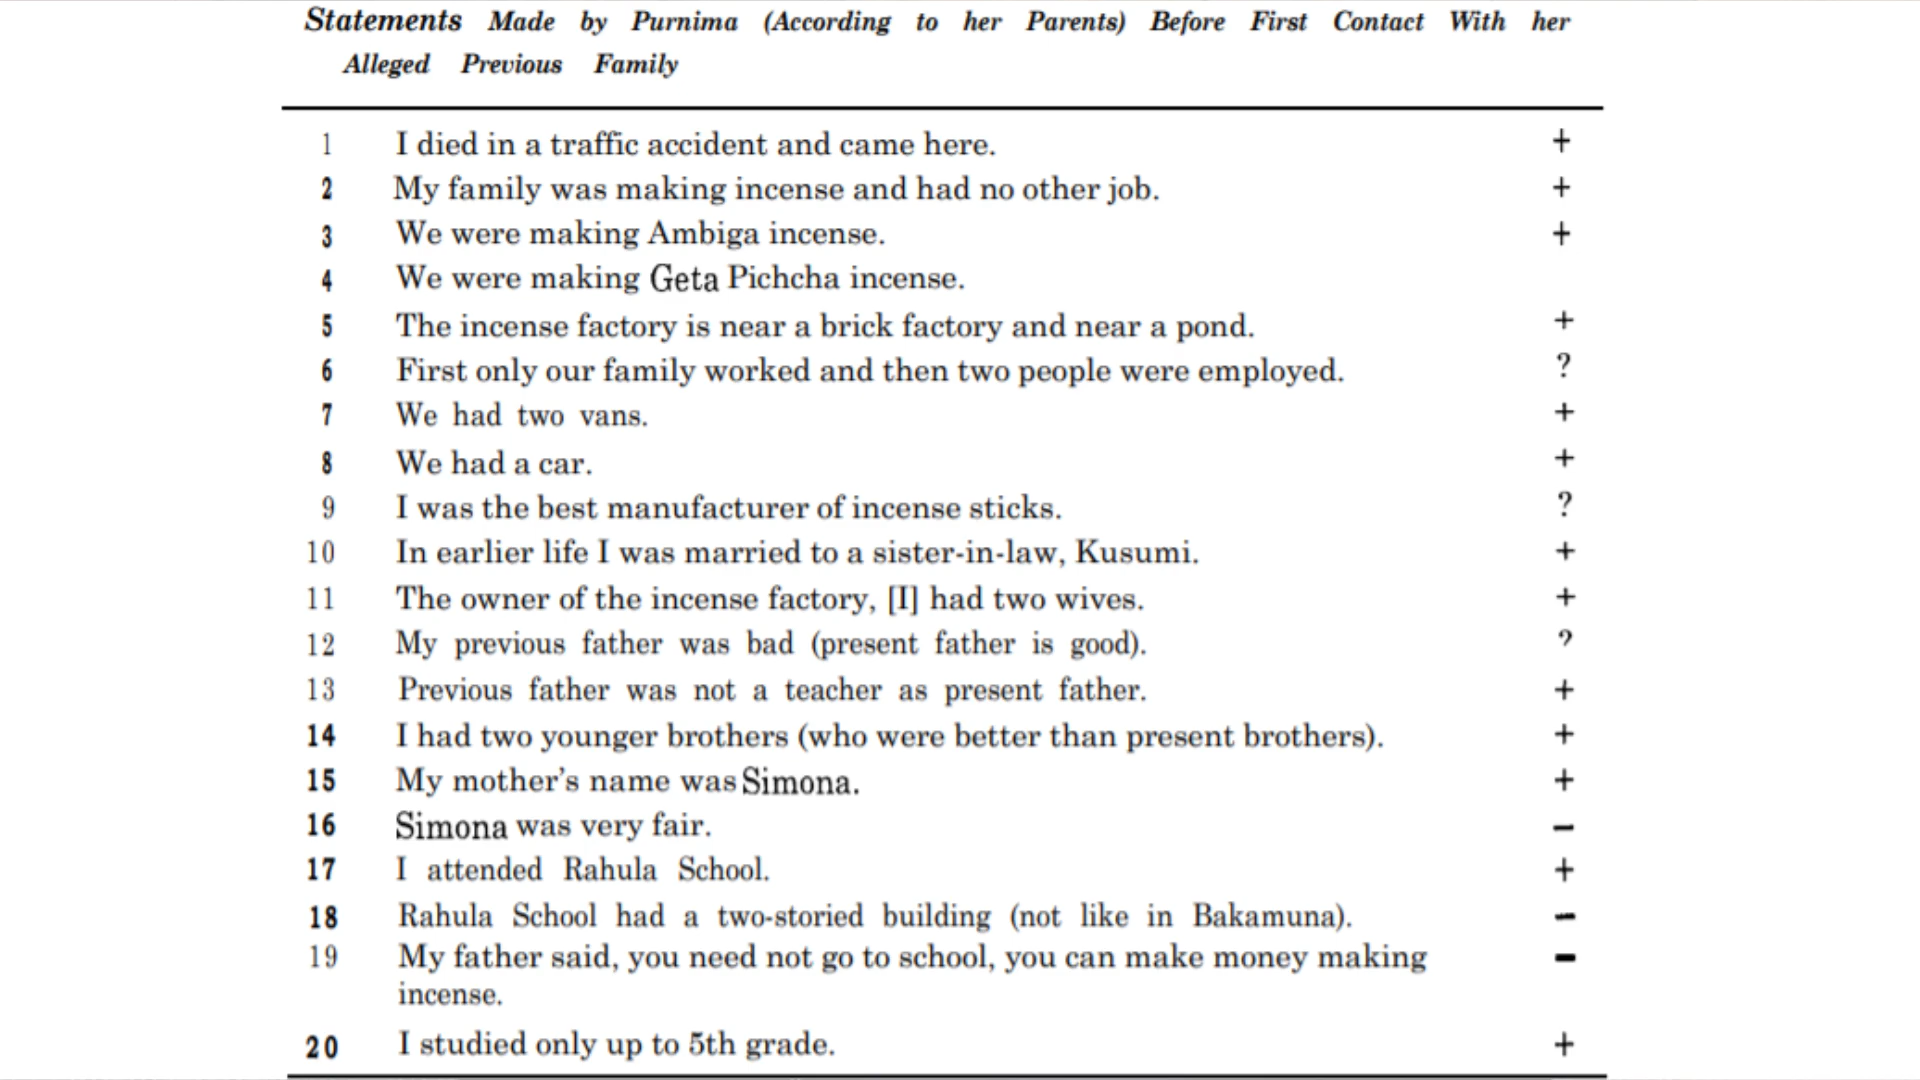 Statements Made by Purnima (According to her Parents) Before First Contact With her
Alleged Previous Family
1 I died in a traffic accident and came here. +
2 My family was making incense and had no other job. +
3 We were making Ambiga incense. +
4 We were making Geta Pichcha incense.
5 The incense factory is near a brick factory and near a pond. +
6 First only our family worked and then two people were employed. ?
7 We had two vans. +
8 We had a car. +
9 I was the best manufacturer of incense sticks. ?
10 In earlier life I was married to a sister-in-law, Kusumi. +
11 The owner of the incense factory, [I] had two wives. +
12 My previous father was bad (present father is good). ?
13 Previous father was not a teacher as present father. +
14 I had two younger brothers (who were better than present brothers). +
15 My mother's name was Simona. +
16 Simona was very fair. –
17 I attended Rahula School. +
18 Rahula School had a two-storied building (not like in Bakamuna). –
19 My father said, you need not go to school, you can make money making –
incense.
20 I studied only up to 5th grade. +